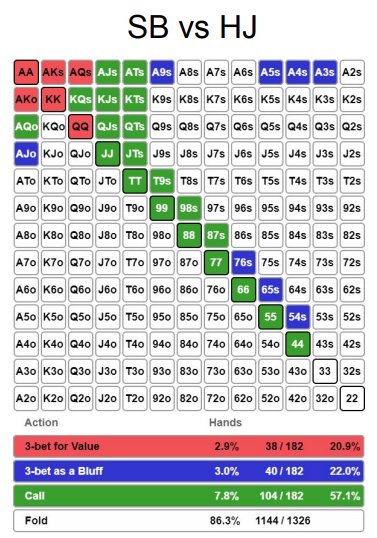 SB vs HJ
AA AKs AQs AJs ATs A9s A8s A7s A6s A5s A4s A3s A2s
AKo KK KQs KJs KTs K9s K8s K7s K6s K5s K4s K3s K2s
AQo KQo QQ QJs QTs Q9s Q8s Q7s Q6s Q5s Q4s Q3s Q2s
AJo KJo QJo JJ JTs J9s J8s J7s J6s J5s J4s J3s J2s
ATo KTo QTo JTo TT T9s T8s T7s T6s T5s T4s T3s T2s
A9o K9o Q9o J9o T9o 99 98s 97s 96s 95s 94s 93s 92s
A8o K8o Q8o J8o T8o 98o 88 87s 86s 85s 84s 83s 82s
A7o K7o Q7o J7o T7o 97o 87o 77 76s 75s 74s 73s 72s
A6o K6o Q6o J6o T6o 96o 86o 76o 66 65s 64s 63s 62s
A5o K5o Q5o J5o T5o 95o 85o 75o 65o 55 54s 53s 52s
A4o K4o Q4o J4o T4o 94o 84o 74o 64o 54o 44 43s 42s
A3o K3o Q3o J3o T3o 93o 83o 73o 63o 53o 43o 33 32s
A2o K2o Q2o J2o T2o 92o 82o 72o 62o 52o 42o 32o 22
Action Hands
3-bet for Value 2.9% 38 / 182 20.9%
3-bet as a Bluff 3.0% 40 / 182 22.0%
Call 7.8% 104 / 182 57.1%
Fold 86.3% 1144 / 1326